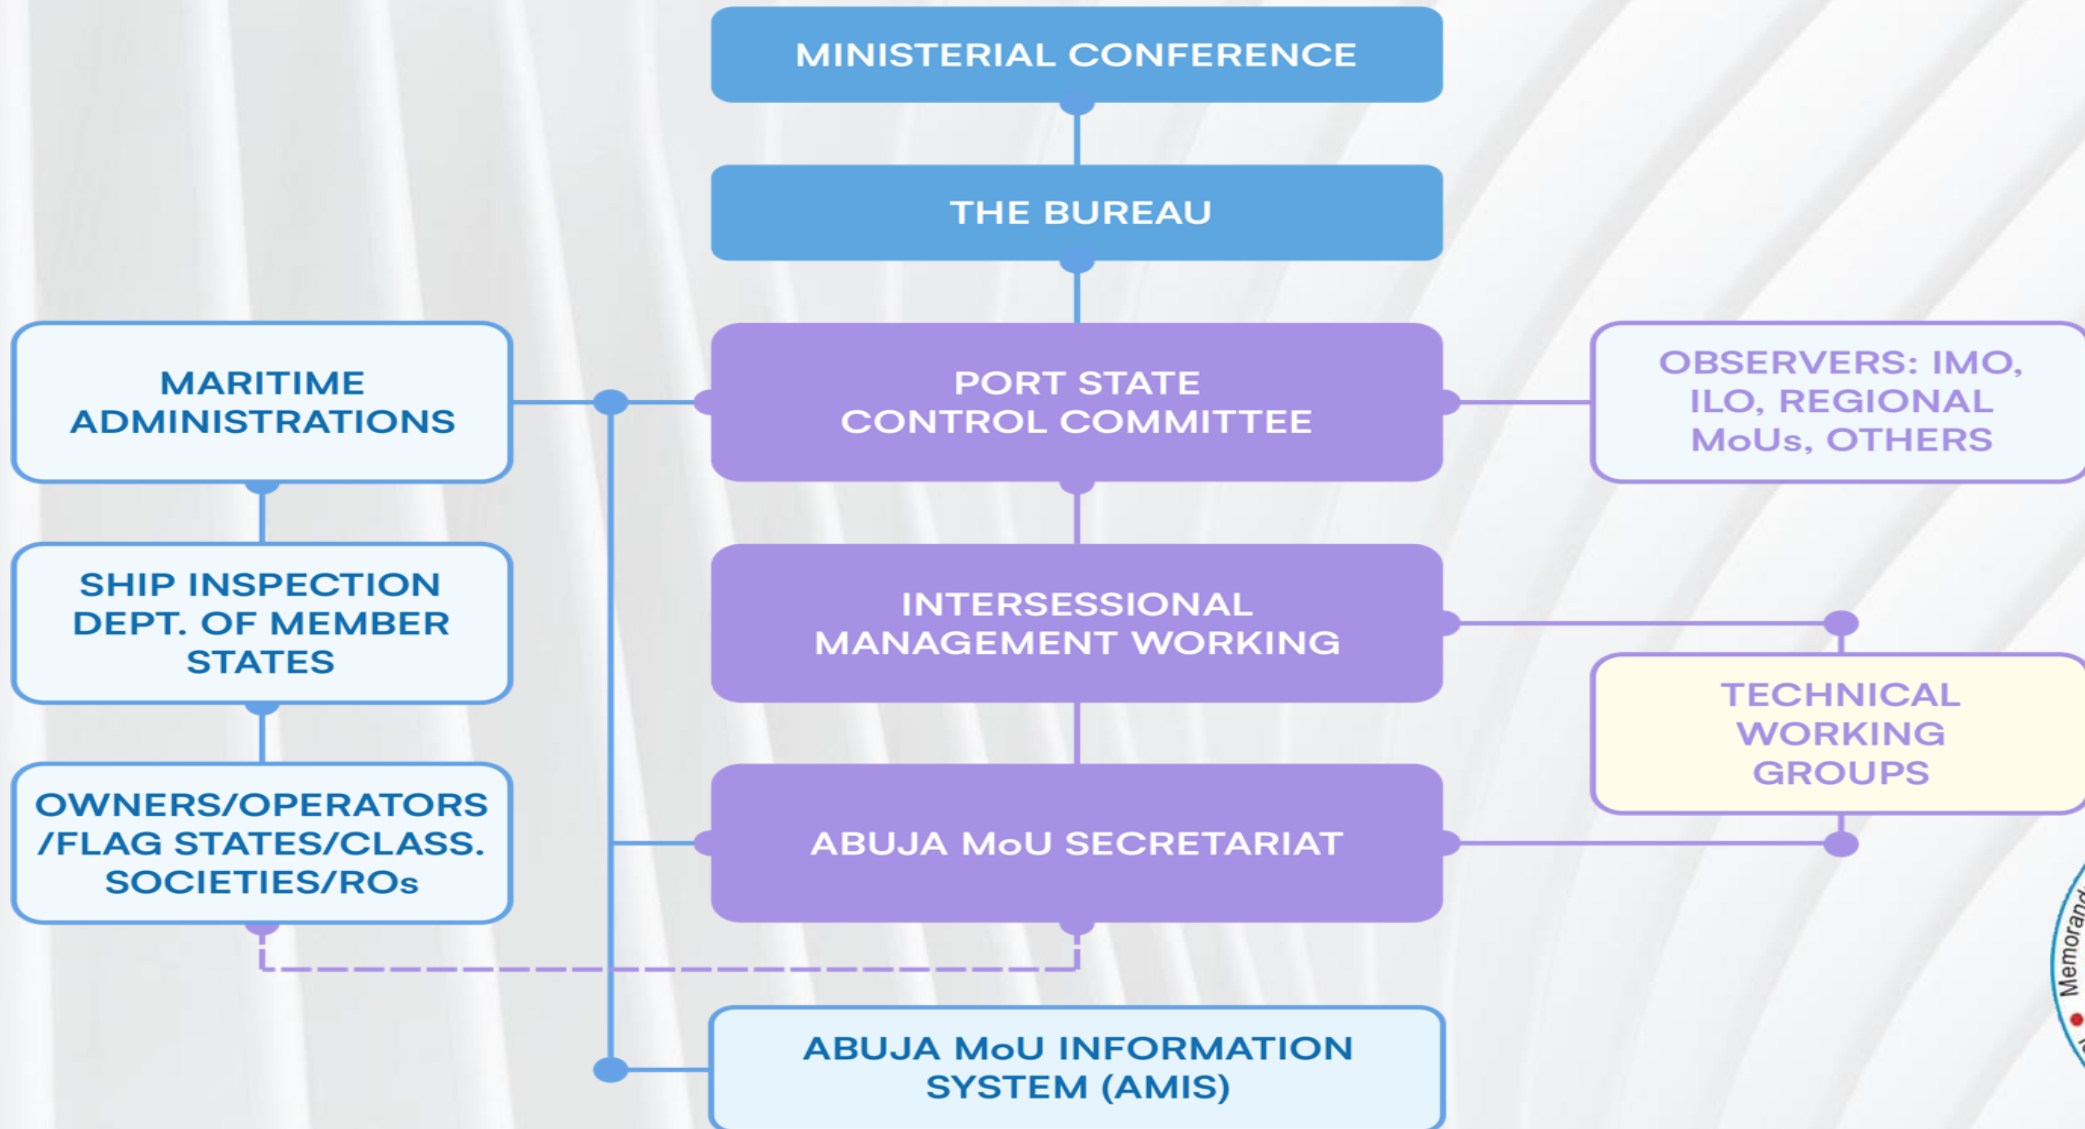 MINISTERIAL CONFERENCE
THE BUREAU
MARITIME
ADMINISTRATIONS
PORT STATE
CONTROL COMMITTEE
OBSERVERS: IMO,
ILO, REGIONAL
MoUs, OTHERS
SHIP INSPECTION
DEPT. OF MEMBER
STATES
INTERSESSIONAL
MANAGEMENT WORKING
TECHNICAL
WORKING
GROUPS
OWNERS/OPERATORS
/FLAG STATES/CLASS.
SOCIETIES/ROs
ABUJA MoU SECRETARIAT
ABUJA MoU INFORMATION
SYSTEM (AMIS)